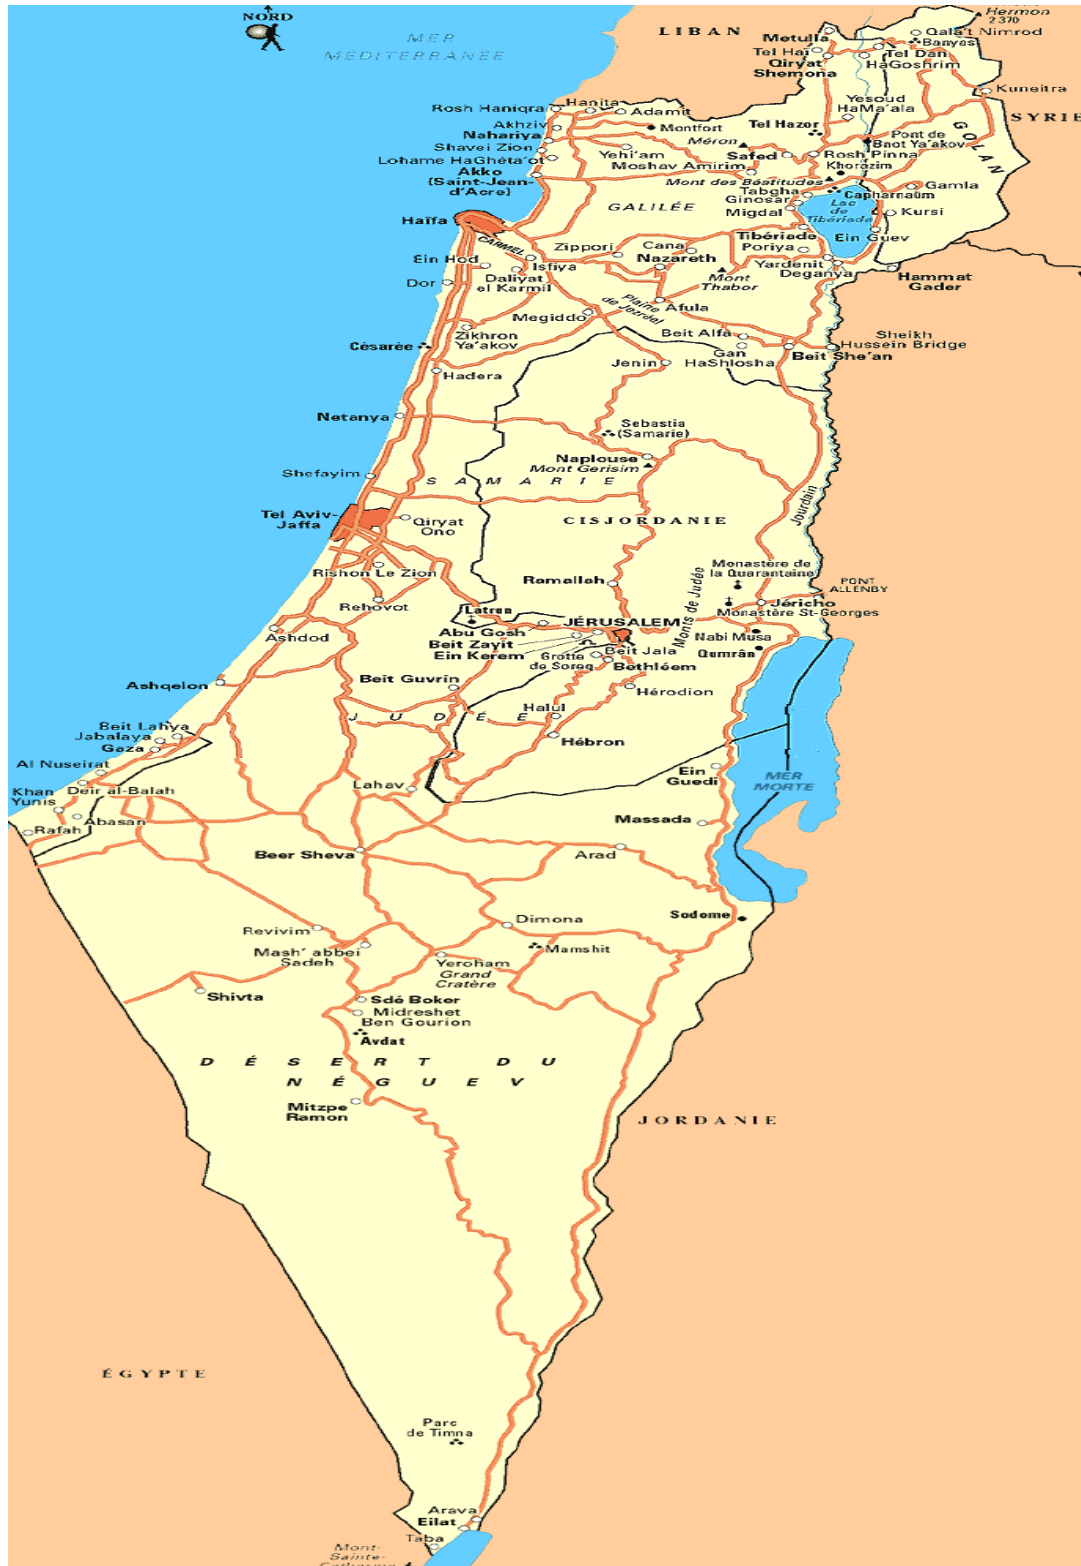 NORD
MER
MÉDITERRANÉE
LIBAN
Hermon
2 370
Metulla
Qala't Nimrod
Banyas
Tel Haï
Tel Dan
Qiryat
Shemona
HaGoshrim
Kuneitra
SYRIE
Rosh Haniqra
Hanita
Adamit
Yesoud
HaMa'ala
Akhziv
Montfort
Tel Hazor
GOLAN
Nahariya
Méron
Pont de
Bnot Ya'akov
Shavei Zion
Yehi'am
Safed
Rosh Pinna
Lohame HaGhéta'ot
Moshav Amirim
Khorazim
Akko
(Saint-Jean-
d'Acre)
Mont des Béatitudes
Capharnaüm
Gamla
Tabgha
Ginosar
Migdal
Lac
de
Tibériade
Kursi
GALILÉE
Haïfa
CARMEL
Tibériade
Ein Guev
Zippori
Cana
Poriya
Nazareth
Ein Hod
Isfiya
Yardenit
Deganya
Hammat
Gader
Dor
Daliyat
el Karmil
Mont
Thabor
Plaine
de Jezréel
Afula
Megiddo
Zikhron
Ya'akov
Beit Alfa
Sheikh
Hussein Bridge
Césarée
Gan
HaShlosha
Beit She'an
Jenin
Hadera
Netanya
Sebastia
(Samarie)
Naplouse
Mont Gerisim
Shefayim
SAMARIE
Jourdain
Tel Aviv-
Jaffa
Qiryat
Ono
CISJORDANIE
Rishon Le Zion
Monastère de
la Quarantaine
Ramallah
Monts de Judée
PONT
ALLENBY
Rehovot
Latrun
Jéricho
Monastère St-Georges
JÉRUSALEM
Ashdod
Abu Gosh
Beit Zayit
Ein Kerem
Grotte
de Soreq
Beit Jala
Nabi Musa
Qumrân
Bethléem
Beit Guvrin
Ashqelon
Hérodion
JUDÉE
Halul
Beit Lahya
Jabalaya
Gaza
Hébron
Al Nuseirat
Ein
Guedi
MER
MORTE
Deir al-Balah
Lahav
Khan
Yunis
Abasan
Rafah
Massada
Beer Sheva
Arad
Sodome
Revivim
Dimona
Mash'abbei
Sadeh
Mamshit
Yeroham
Grand
Cratère
Shivta
Sdé Boker
Midreshet
Ben Gourion
Avdat
DÉSERT DU
NÉGUEV
Mitzpe
Ramon
JORDANIE
ÉGYPTE
Parc
de Timna
Arava
Eilat
Taba
Mont-
Sainte-